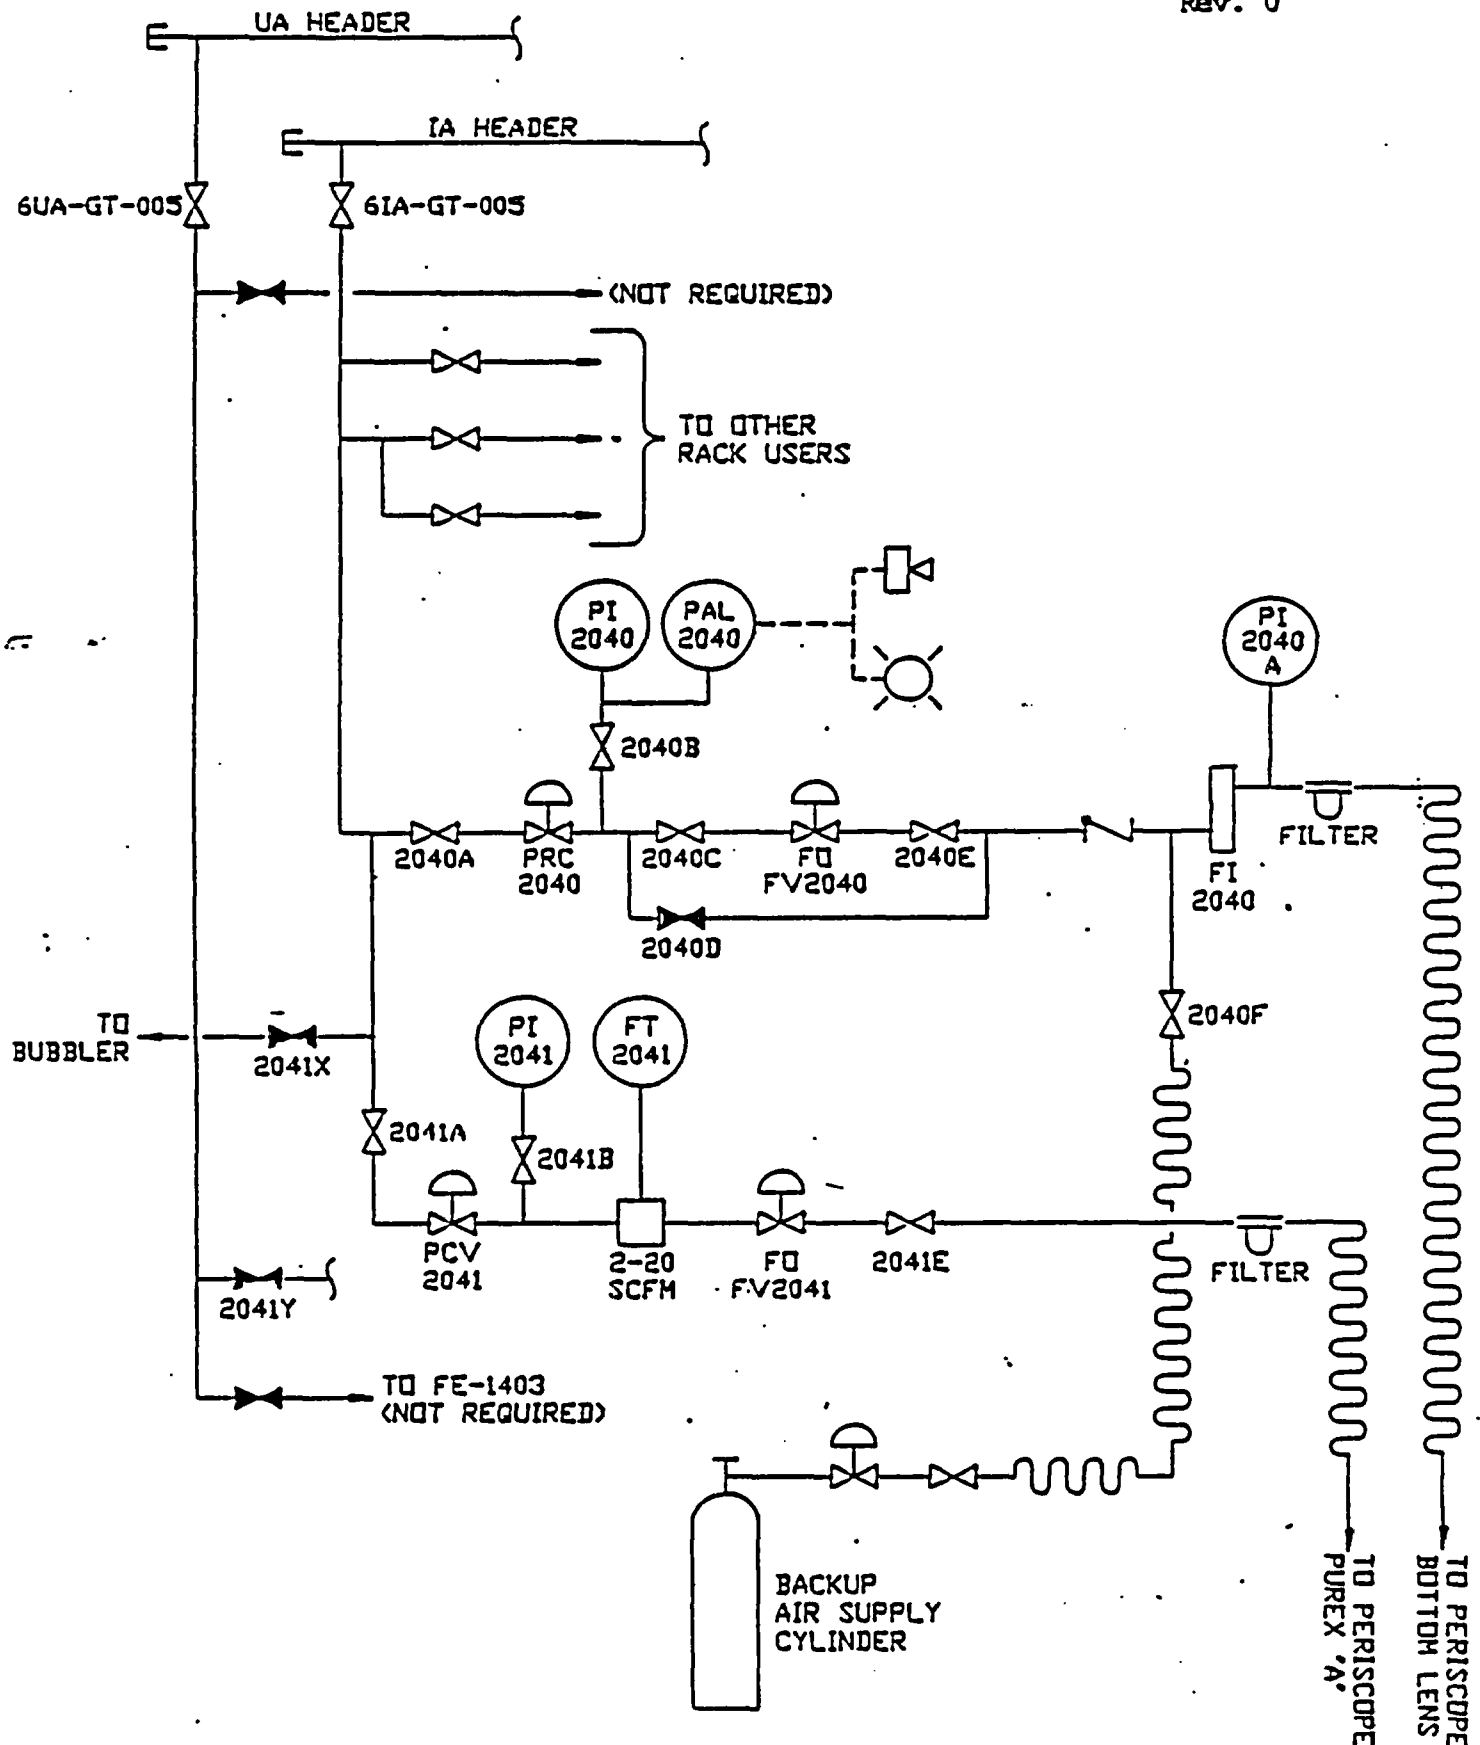 Rev. 0
UA HEADER
IA HEADER
6UA-GT-005
6IA-GT-005
(NOT REQUIRED)
TO OTHER
RACK USERS
PI
2040
PAL
2040
PI
2040
A
2040B
2040A
PRC
2040
2040C
FO
FV2040
2040E
FI
2040
FILTER
2040D
TO
BUBBLER
2041X
PI
2041
FT
2041
2040F
2041A
2041B
PCV
2041
2-20
SCFM
FO
FV2041
2041E
FILTER
2041Y
TO FE-1403
(NOT REQUIRED)
BACKUP
AIR SUPPLY
CYLINDER
TO PERISCOPE
PUREX 'A'
TO PERISCOPE
BOTTOM LENS